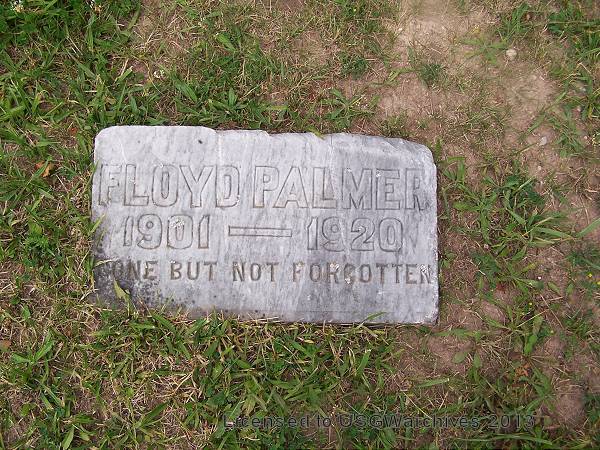 FLOYD PALMER
1901 — 1920
GONE BUT NOT FORGOTTEN
Licensed to USGWarchives 2013